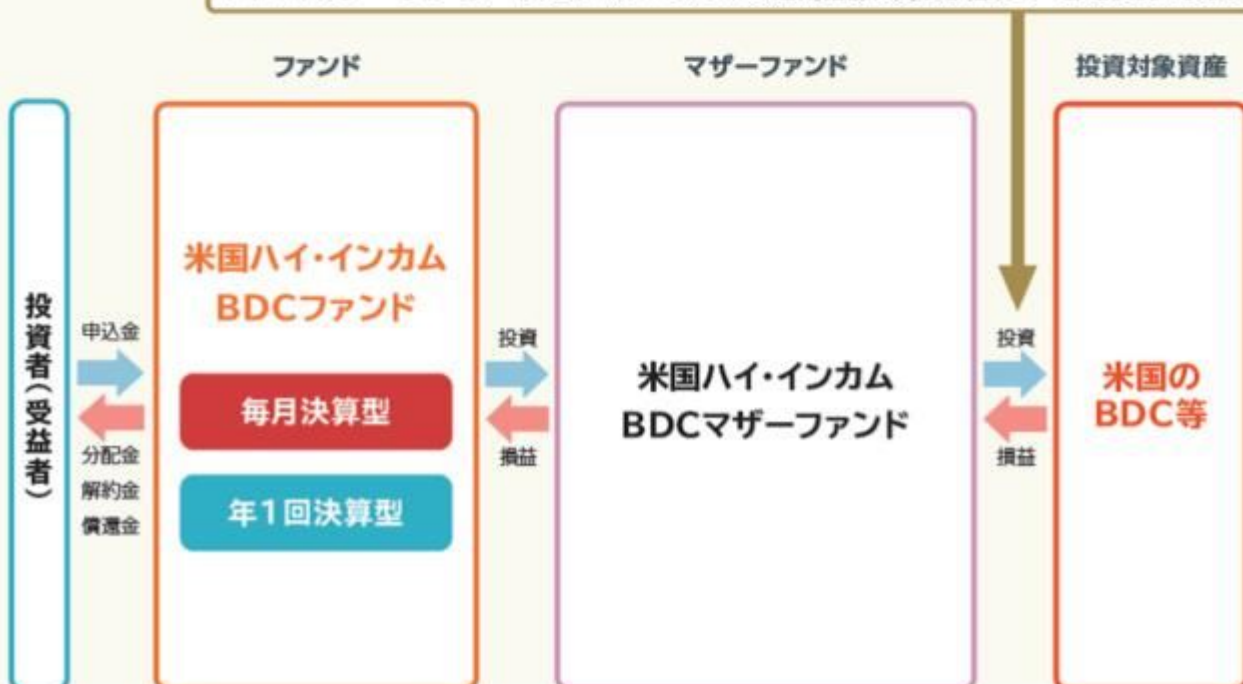 ファンド
マザーファンド
投資対象資産
投資者(受益者)
申込金
分配金
解約金
償還金
米国ハイ・インカム
BDCファンド
毎月決算型
年1回決算型
投資
損益
米国ハイ・インカム
BDCマザーファンド
投資
損益
米国の
BDC等